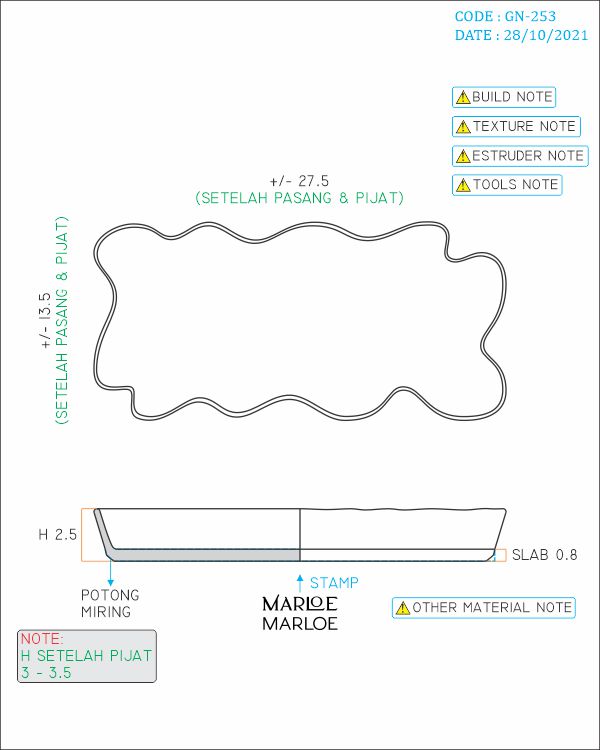 CODE : GN-253
DATE : 28/10/2021
BUILD NOTE
TEXTURE NOTE
ESTRUDER NOTE
TOOLS NOTE
+/- 27.5
(SETELAH PASANG & PIJAT)
+/- 13.5
(SETELAH PASANG & PIJAT)
H 2.5
SLAB 0.8
POTONG
MIRING
STAMP
MARLOE
MARLOE
OTHER MATERIAL NOTE
NOTE:
H SETELAH PIJAT
3 - 3.5